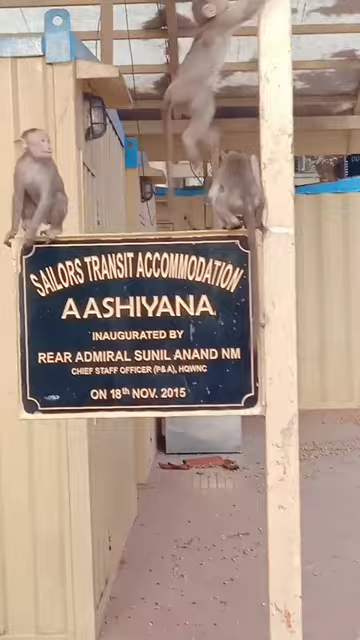 SAILORS TRANSIT ACCOMMODATION
AASHIYANA
INAUGURATED BY
REAR ADMIRAL SUNIL ANAND NM
CHIEF STAFF OFFICER (P&A), HQWNC
ON 18th NOV. 2015